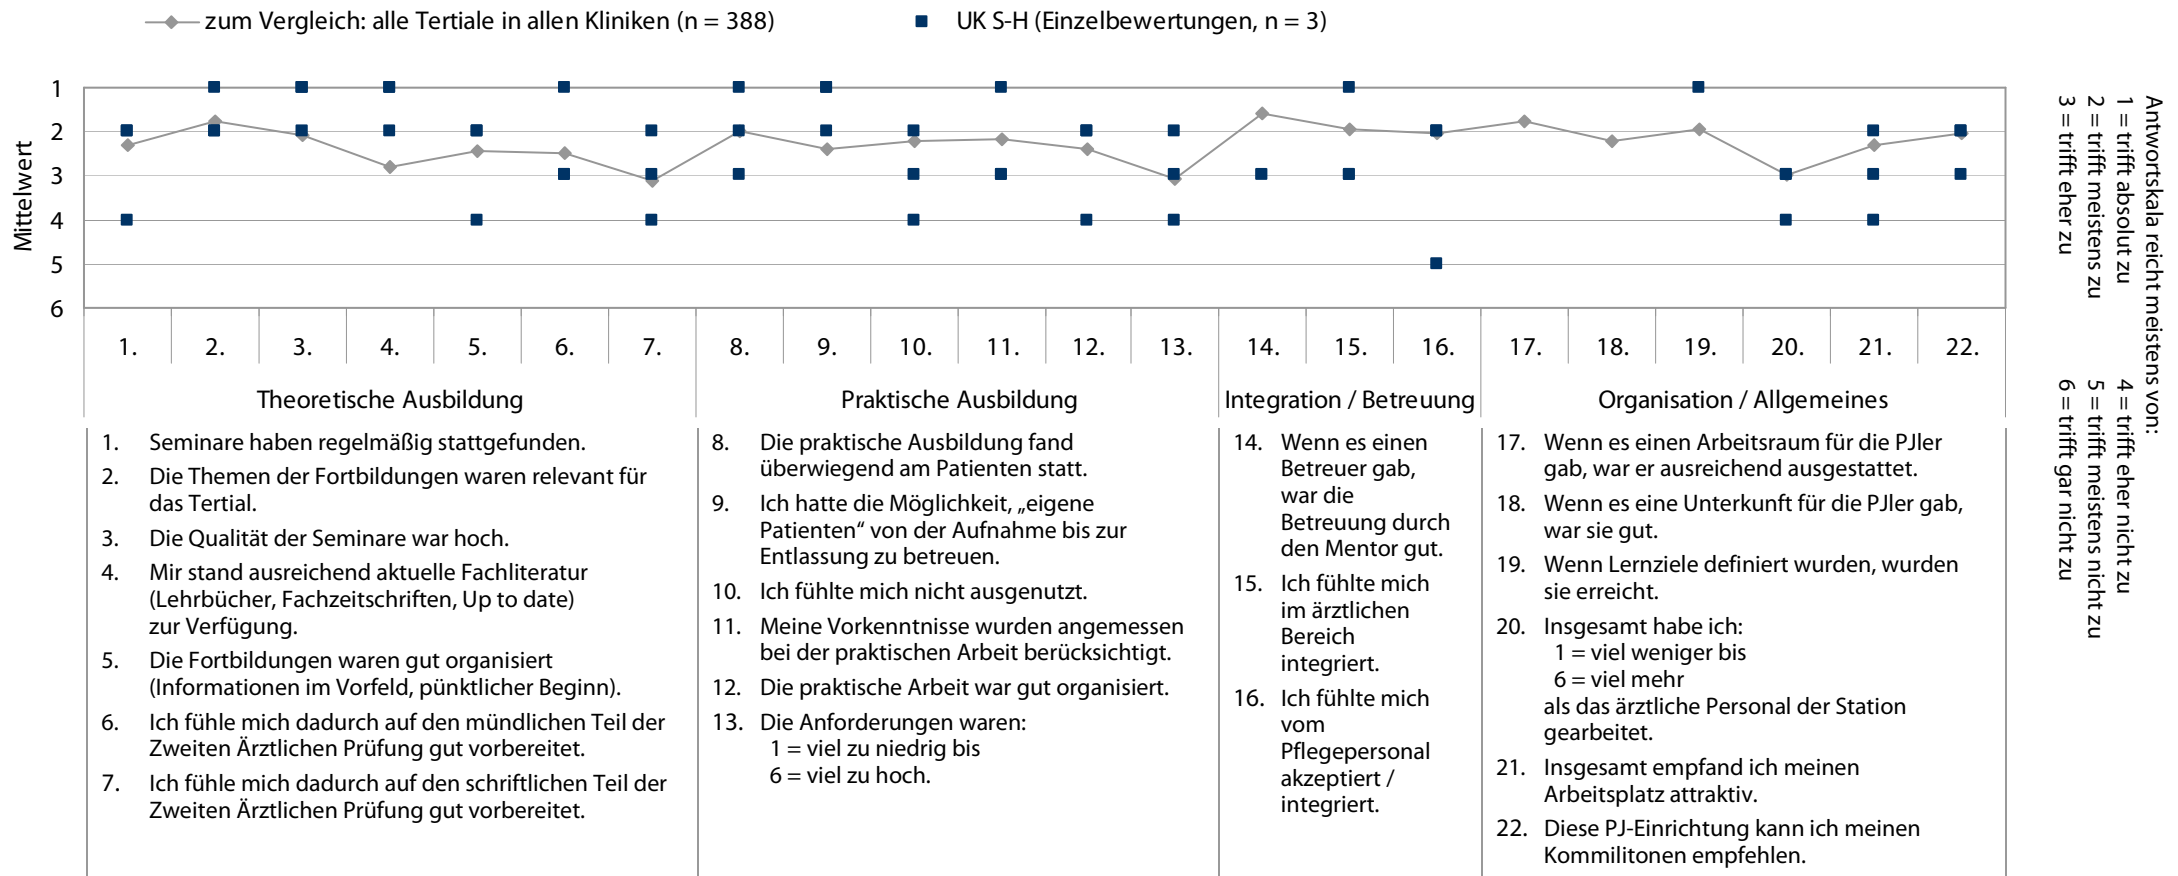 zum Vergleich: alle Tertiale in allen Kliniken (n = 388)
UK S-H (Einzelbewertungen, n = 3)
Mittelwert
1
2
3
4
5
6
1. 2. 3. 4. 5. 6. 7. 8. 9. 10. 11. 12. 13. 14. 15. 16. 17. 18. 19. 20. 21. 22.
Theoretische Ausbildung
Praktische Ausbildung
Integration / Betreuung
Organisation / Allgemeines
1. Seminare haben regelmäßig stattgefunden.
2. Die Themen der Fortbildungen waren relevant für
das Tertial.
3. Die Qualität der Seminare war hoch.
4. Mir stand ausreichend aktuelle Fachliteratur
(Lehrbücher, Fachzeitschriften, Up to date)
zur Verfügung.
5. Die Fortbildungen waren gut organisiert
(Informationen im Vorfeld, pünktlicher Beginn).
6. Ich fühle mich dadurch auf den mündlichen Teil der
Zweiten Ärztlichen Prüfung gut vorbereitet.
7. Ich fühle mich dadurch auf den schriftlichen Teil der
Zweiten Ärztlichen Prüfung gut vorbereitet.
8. Die praktische Ausbildung fand
überwiegend am Patienten statt.
9. Ich hatte die Möglichkeit, „eigene
Patienten“ von der Aufnahme bis zur
Entlassung zu betreuen.
10. Ich fühlte mich nicht ausgenutzt.
11. Meine Vorkenntnisse wurden angemessen
bei der praktischen Arbeit berücksichtigt.
12. Die praktische Arbeit war gut organisiert.
13. Die Anforderungen waren:
1 = viel zu niedrig bis
6 = viel zu hoch.
14. Wenn es einen
Betreuer gab,
war die
Betreuung durch
den Mentor gut.
15. Ich fühlte mich
im ärztlichen
Bereich
integriert.
16. Ich fühlte mich
vom
Pflegepersonal
akzeptiert /
integriert.
17. Wenn es einen Arbeitsraum für die PJler
gab, war er ausreichend ausgestattet.
18. Wenn es eine Unterkunft für die PJler gab,
war sie gut.
19. Wenn Lernziele definiert wurden, wurden
sie erreicht.
20. Insgesamt habe ich:
1 = viel weniger bis
6 = viel mehr
als das ärztliche Personal der Station
gearbeitet.
21. Insgesamt empfand ich meinen
Arbeitsplatz attraktiv.
22. Diese PJ-Einrichtung kann ich meinen
Kommilitonen empfehlen.
Antwortskala reicht meistens von:
1 = trifft absolut zu
2 = trifft meistens zu
3 = trifft eher zu
4 = trifft eher nicht zu
5 = trifft meistens nicht zu
6 = trifft gar nicht zu